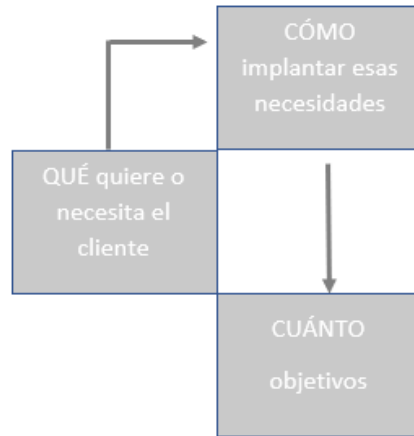 CÓMO
implantar esas
necesidades
QUÉ quiere o
necesita el
cliente
CUÁNTO
objetivos